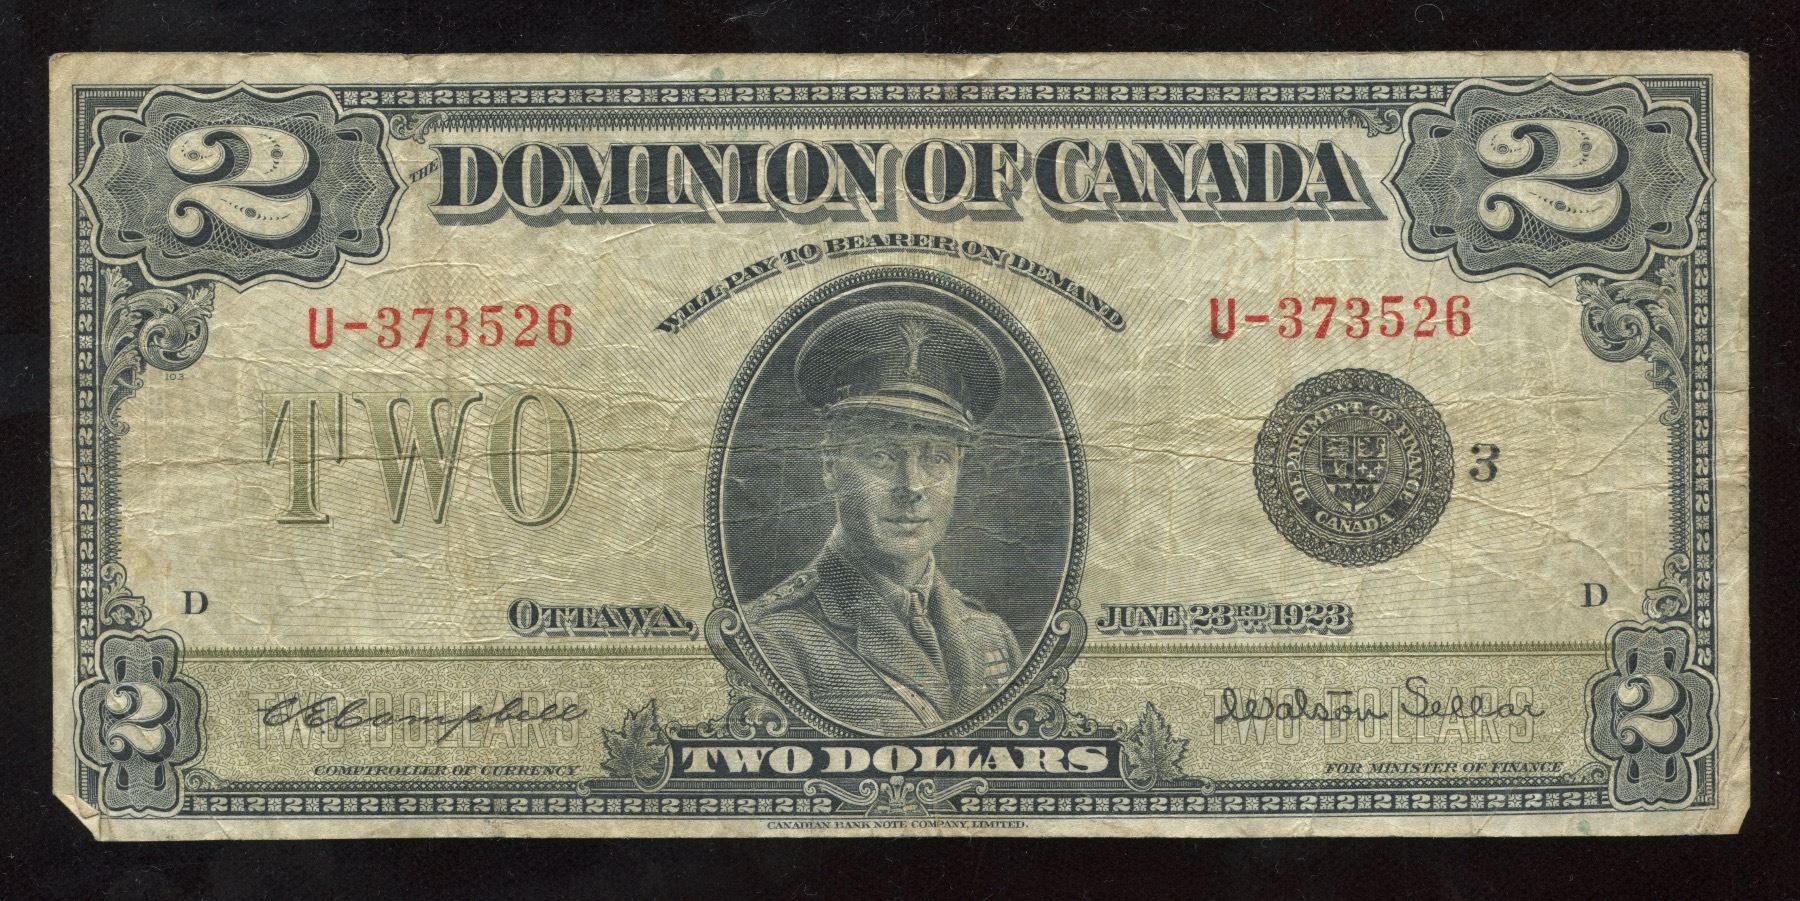 2 2
THE DOMINION OF CANADA
WILL PAY TO BEARER ON DEMAND
U-373526 U-373526
103
TWO
DEPARTMENT OF FINANCE
CANADA
3
D D
OTTAWA, JUNE 23RD 1923
TWO DOLLARS TWO DOLLARS
C E Campbell Watson Sellar
2 2
TWO DOLLARS
COMPTROLLER OF CURRENCY FOR MINISTER OF FINANCE
CANADIAN BANK NOTE COMPANY, LIMITED.